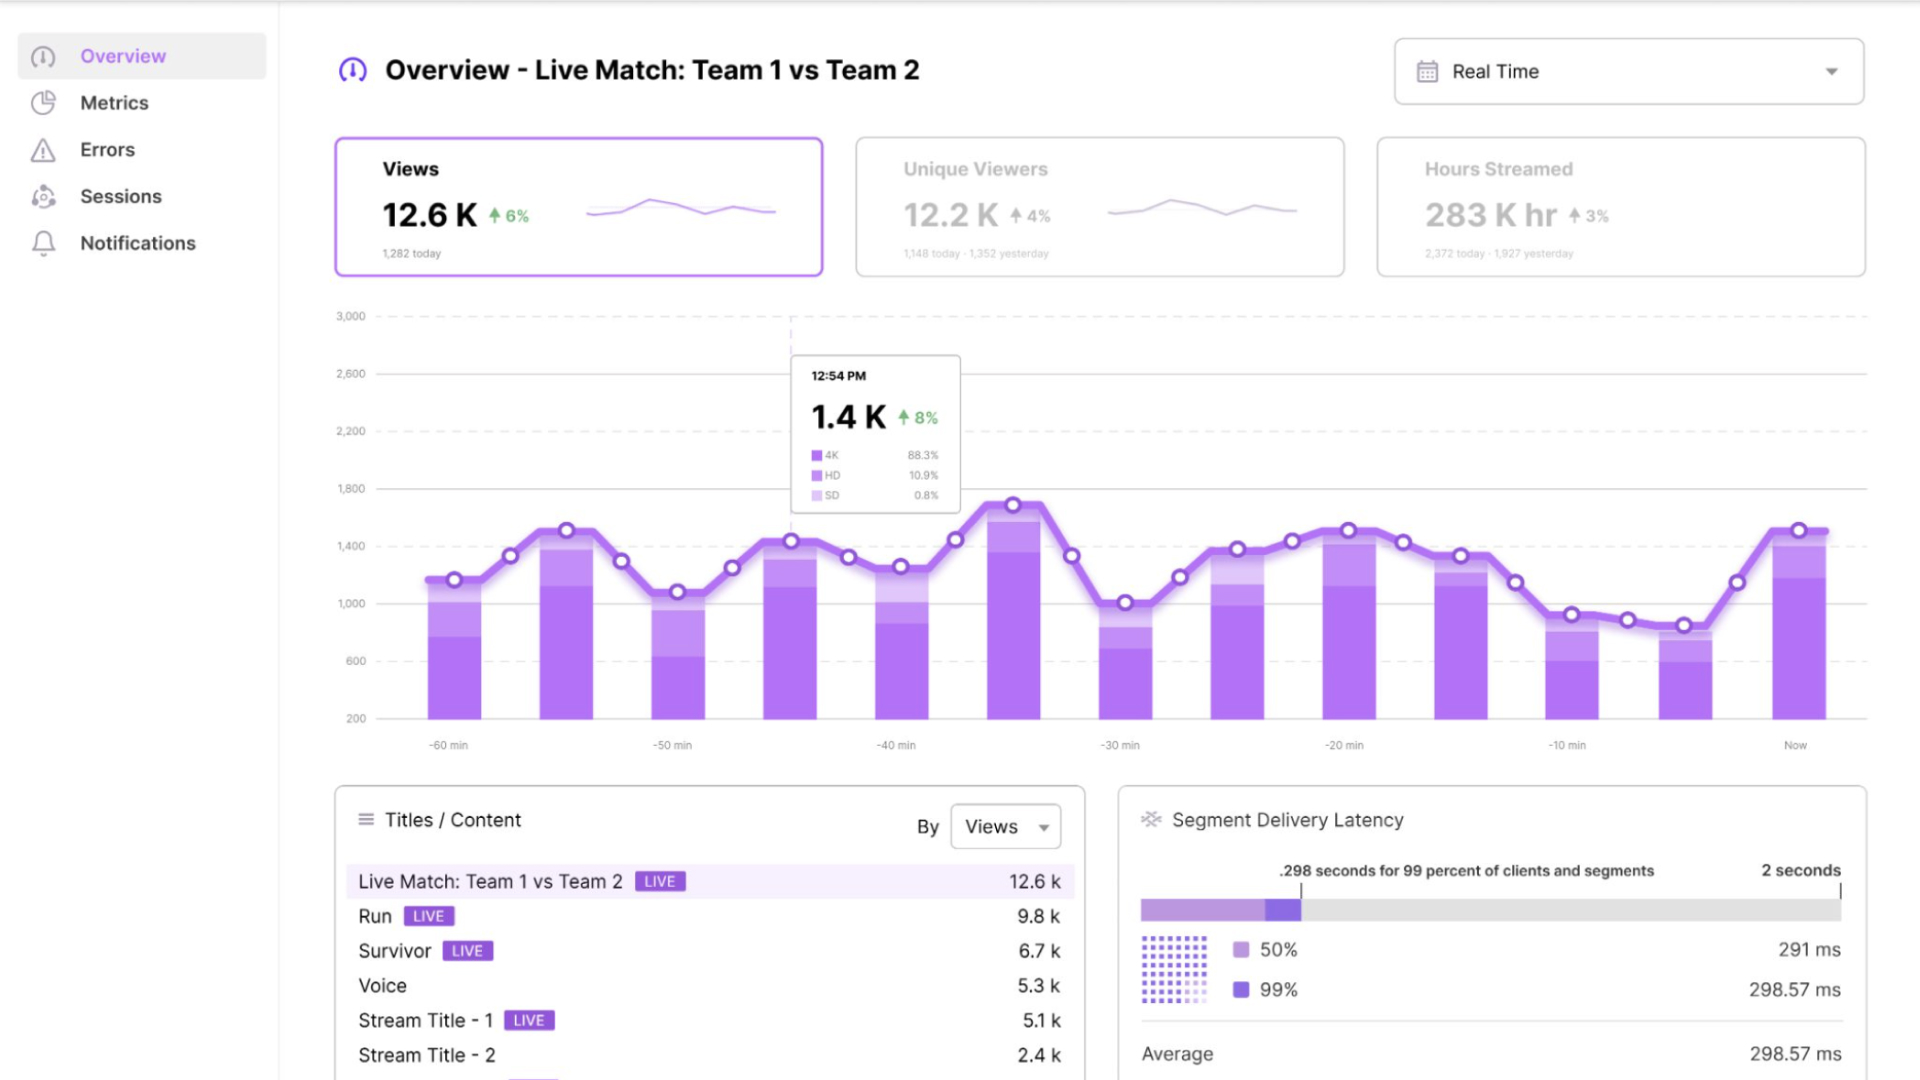 Overview
Metrics
Errors
Sessions
Notifications
Overview - Live Match: Team 1 vs Team 2
Real Time
Views
12.6 K 6%
1,282 today
Unique Viewers
12.2 K 4%
1,148 today · 1,352 yesterday
Hours Streamed
283 K hr 3%
2,372 today · 1,927 yesterday
3,000
2,600
2,200
1,800
1,400
1,000
600
200
12:54 PM
1.4 K 8%
4K 88.3%
HD 10.9%
SD 0.8%
-60 min -50 min -40 min -30 min -20 min -10 min Now
Titles / Content
By Views
Live Match: Team 1 vs Team 2 LIVE 12.6 k
Run LIVE 9.8 k
Survivor LIVE 6.7 k
Voice 5.3 k
Stream Title - 1 LIVE 5.1 k
Stream Title - 2 2.4 k
Segment Delivery Latency
.298 seconds for 99 percent of clients and segments 2 seconds
50% 291 ms
99% 298.57 ms
Average 298.57 ms